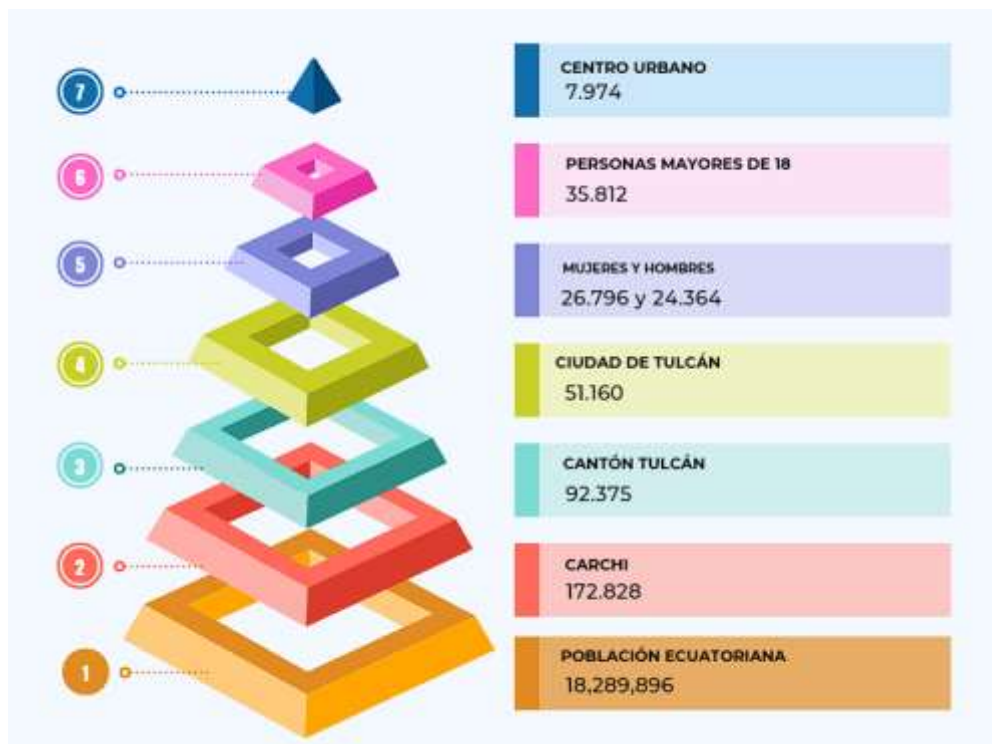 7
CENTRO URBANO
7.974
6
PERSONAS MAYORES DE 18
35.812
5
MUJERES Y HOMBRES
26.796 y 24.364
4
CIUDAD DE TULCÁN
51.160
3
CANTÓN TULCÁN
92.375
2
CARCHI
172.828
1
POBLACIÓN ECUATORIANA
18,289,896